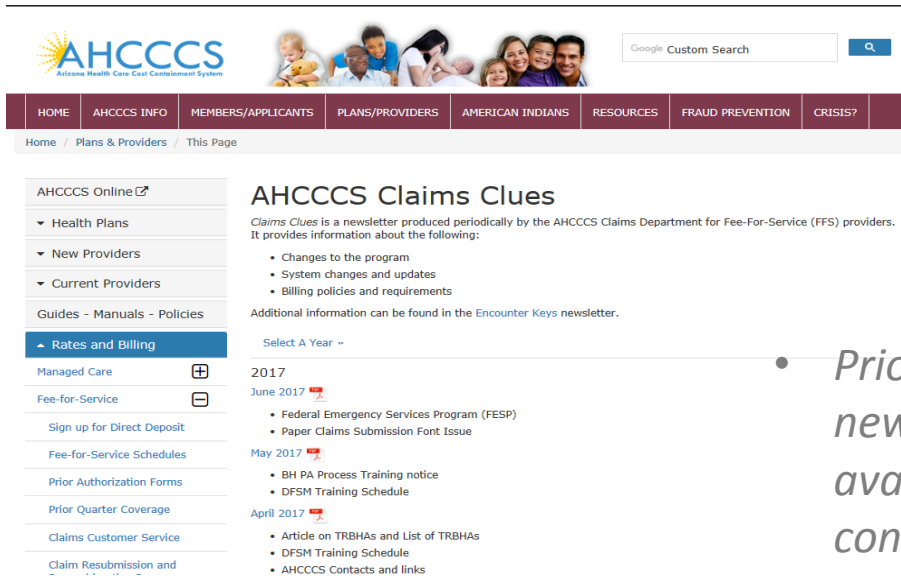 AHCCCS
Arizona Health Care Cost Containment System
Google Custom Search
HOME AHCCCS INFO MEMBERS/APPLICANTS PLANS/PROVIDERS AMERICAN INDIANS RESOURCES FRAUD PREVENTION CRISIS?
Home / Plans & Providers / This Page
AHCCCS Online
Health Plans
New Providers
Current Providers
Guides - Manuals - Policies
Rates and Billing
Managed Care
Fee-for-Service
Sign up for Direct Deposit
Fee-for-Service Schedules
Prior Authorization Forms
Prior Quarter Coverage
Claims Customer Service
Claim Resubmission and
AHCCCS Claims Clues
Claims Clues is a newsletter produced periodically by the AHCCCS Claims Department for Fee-For-Service (FFS) providers.
It provides information about the following:
• Changes to the program
• System changes and updates
• Billing policies and requirements
Additional information can be found in the Encounter Keys newsletter.
Select A Year
2017
June 2017
• Federal Emergency Services Program (FESP)
• Paper Claims Submission Font Issue
May 2017
• BH PA Process Training notice
• DFSM Training Schedule
April 2017
• Article on TRBHAs and List of TRBHAs
• DFSM Training Schedule
• AHCCCS Contacts and links